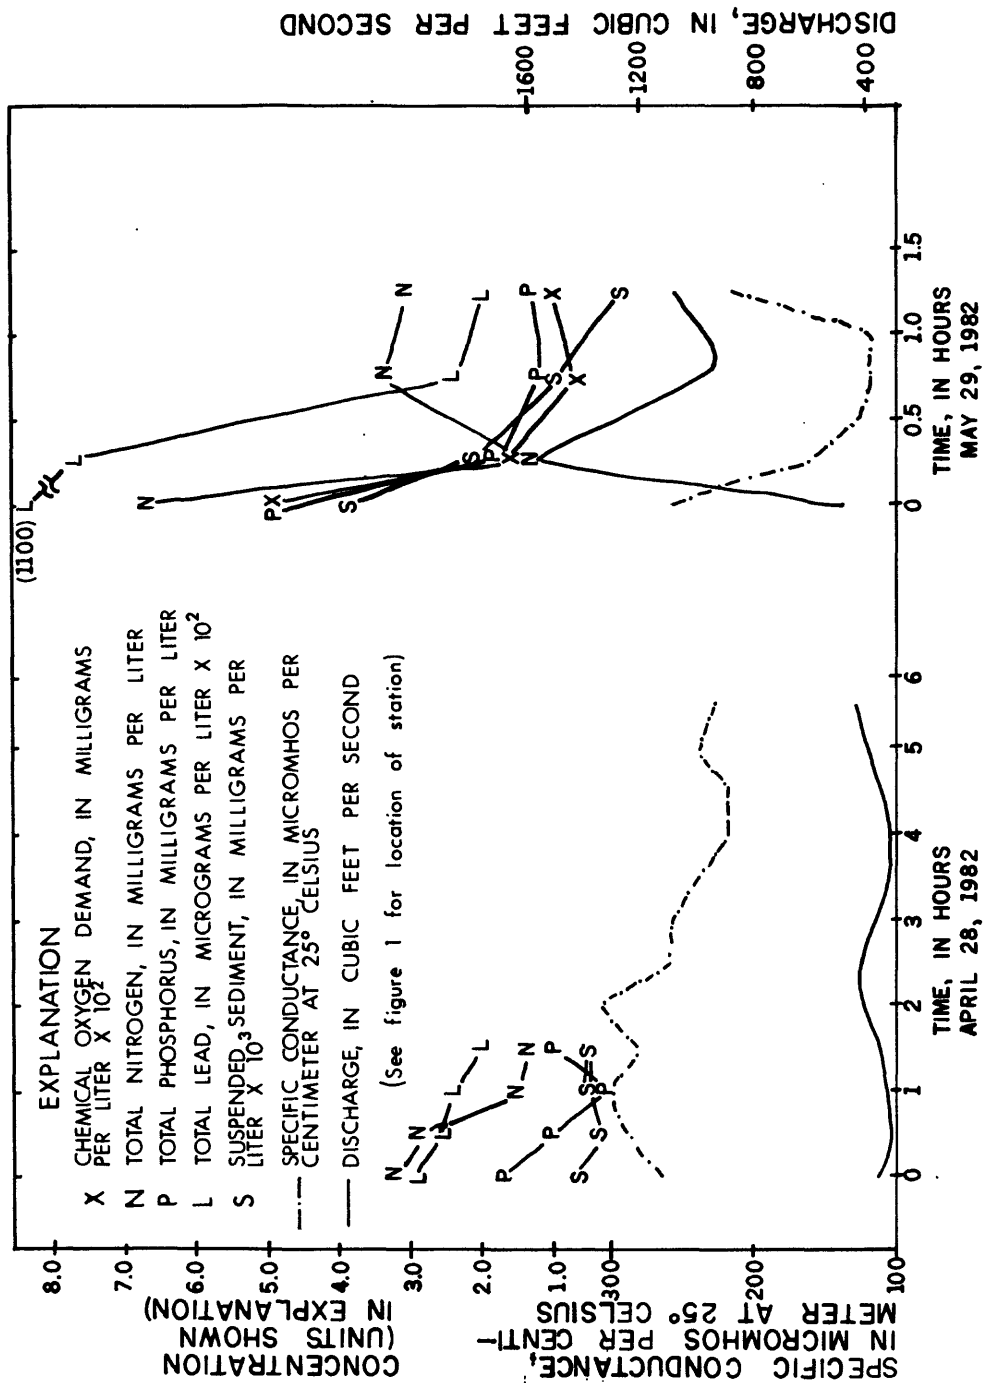 EXPLANATION
X CHEMICAL OXYGEN DEMAND, IN MILLIGRAMS
PER LITER X 10²
N TOTAL NITROGEN, IN MILLIGRAMS PER LITER
P TOTAL PHOSPHORUS, IN MILLIGRAMS PER LITER
L TOTAL LEAD, IN MICROGRAMS PER LITER X 10²
S SUSPENDED SEDIMENT, IN MILLIGRAMS PER
LITER X 10³
SPECIFIC CONDUCTANCE, IN MICROMHOS PER
CENTIMETER AT 25° CELSIUS
DISCHARGE, IN CUBIC FEET PER SECOND
(See figure 1 for location of station)
CONCENTRATION
(UNITS SHOWN
IN EXPLANATION)
8.0
7.0
6.0
5.0
4.0
3.0
2.0
1.0
SPECIFIC CONDUCTANCE,
IN MICROMHOS PER CENTI-
METER AT 25° CELSIUS
300
200
100
N
L
N
L
N
L
N
L
P
P
P
P
S
S
S
S
(1100) L
L
L
L
N
N
N
N
P X
S
S
P
X
P
S
X
P
X
S
0 1 2 3 4 5 6
TIME, IN HOURS
APRIL 28, 1982
0 0.5 1.0 1.5
TIME, IN HOURS
MAY 29, 1982
1600
1200
800
400
DISCHARGE, IN CUBIC FEET PER SECOND